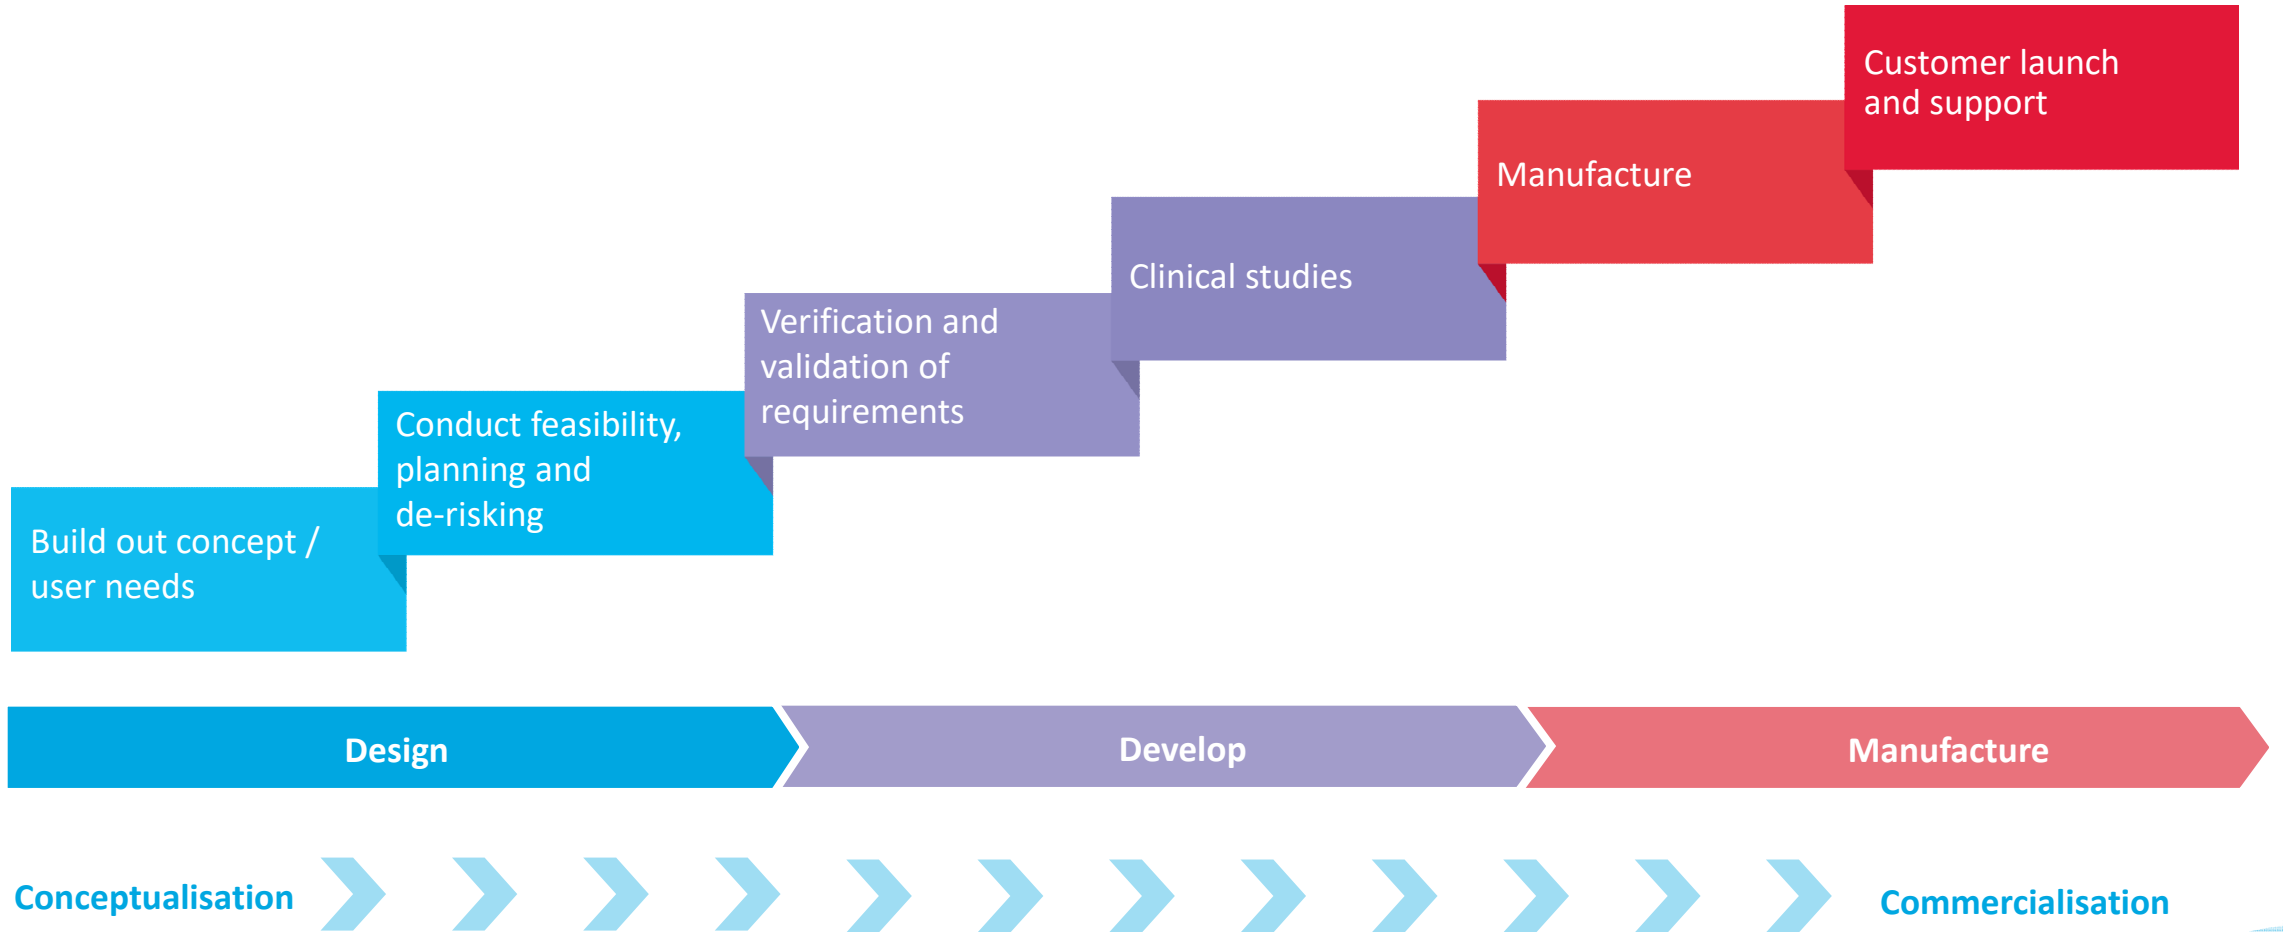 Customer launch
and support
Manufacture
Clinical studies
Verification and
validation of
requirements
Conduct feasibility,
planning and
de-risking
Build out concept /
user needs
Design
Develop
Manufacture
Conceptualisation
Commercialisation